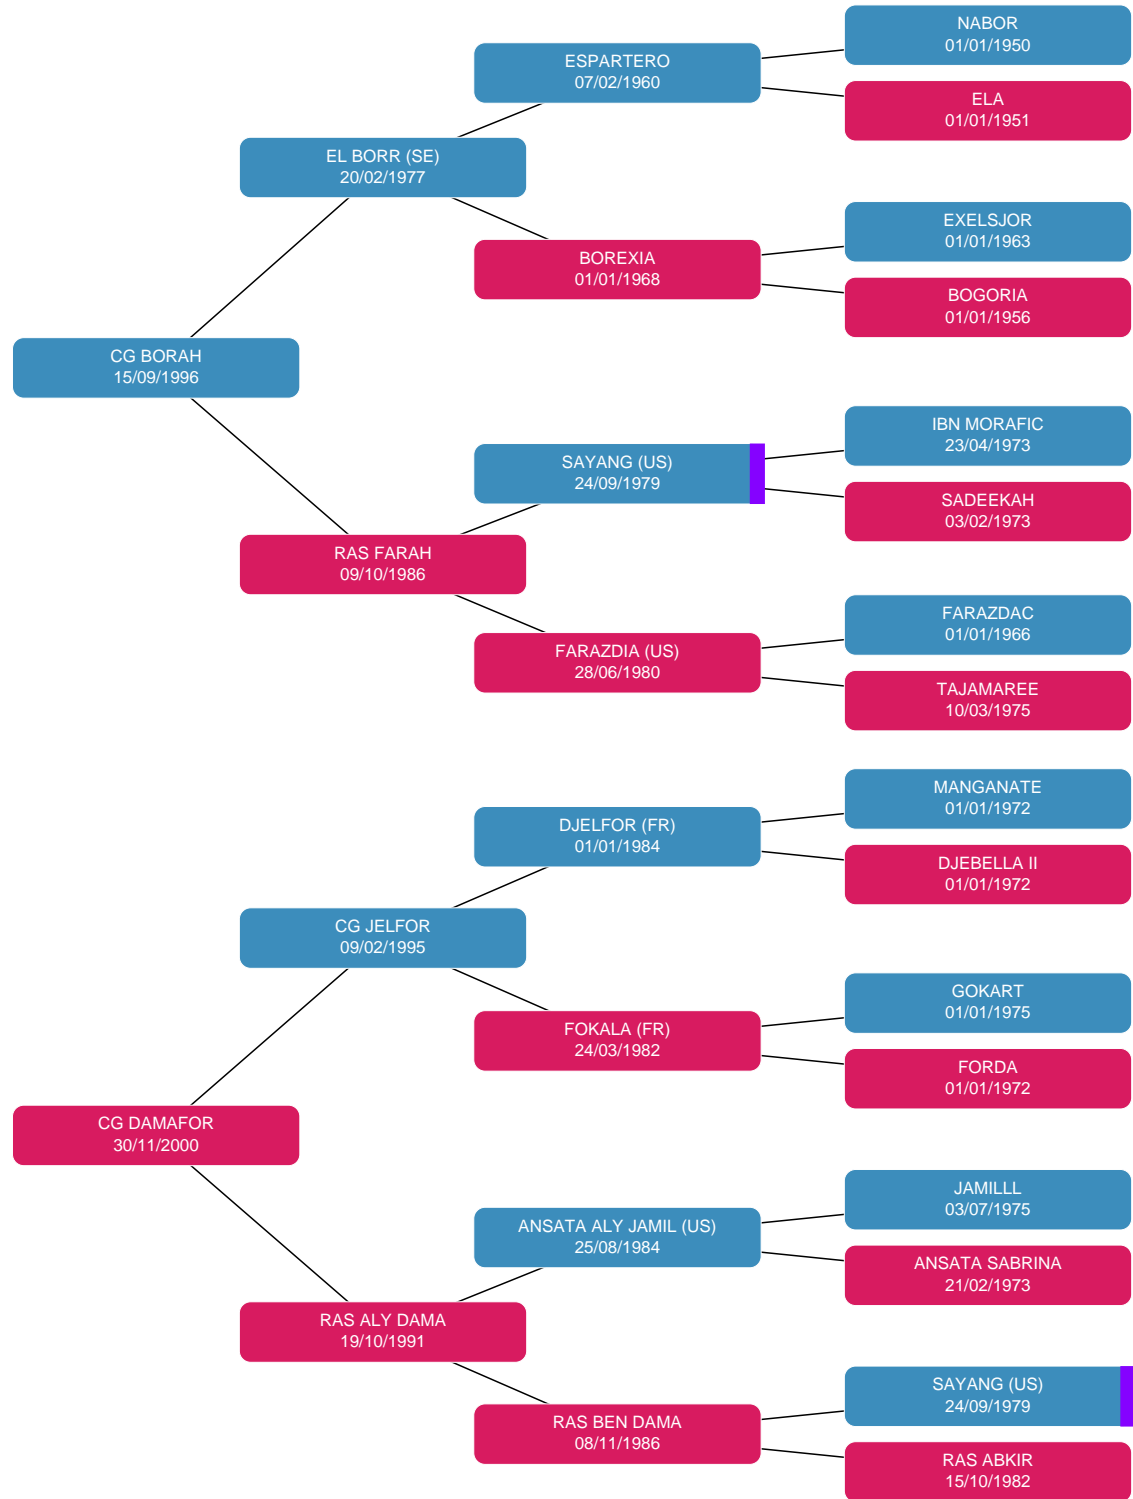 NABOR
01/01/1950
ESPARTERO
07/02/1960
ELA
01/01/1951
EL BORR (SE)
20/02/1977
EXELSJOR
01/01/1963
BOREXIA
01/01/1968
BOGORIA
01/01/1956
CG BORAH
15/09/1996
IBN MORAFIC
23/04/1973
SAYANG (US)
24/09/1979
SADEEKAH
03/02/1973
RAS FARAH
09/10/1986
FARAZDAC
01/01/1966
FARAZDIA (US)
28/06/1980
TAJAMAREE
10/03/1975
MANGANATE
01/01/1972
DJELFOR (FR)
01/01/1984
DJEBELLA II
01/01/1972
CG JELFOR
09/02/1995
GOKART
01/01/1975
FOKALA (FR)
24/03/1982
FORDA
01/01/1972
CG DAMAFOR
30/11/2000
JAMILLL
03/07/1975
ANSATA ALY JAMIL (US)
25/08/1984
ANSATA SABRINA
21/02/1973
RAS ALY DAMA
19/10/1991
SAYANG (US)
24/09/1979
RAS BEN DAMA
08/11/1986
RAS ABKIR
15/10/1982